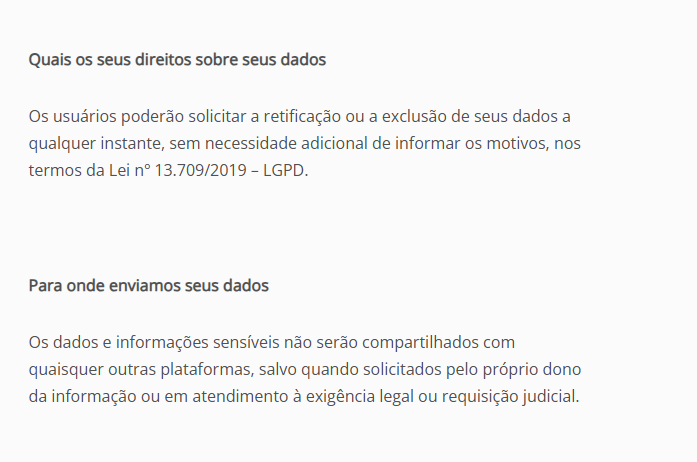 Quais os seus direitos sobre seus dados
Os usuários poderão solicitar a retificação ou a exclusão de seus dados a
qualquer instante, sem necessidade adicional de informar os motivos, nos
termos da Lei nº 13.709/2019 – LGPD.
Para onde enviamos seus dados
Os dados e informações sensíveis não serão compartilhados com
quaisquer outras plataformas, salvo quando solicitados pelo próprio dono
da informação ou em atendimento à exigência legal ou requisição judicial.